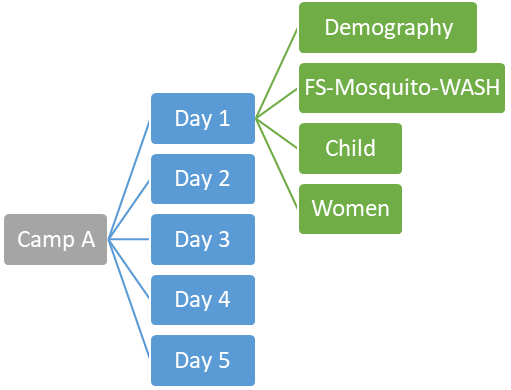 Demography
FS-Mosquito-WASH
Day 1
Child
Day 2
Women
Camp A
Day 3
Day 4
Day 5